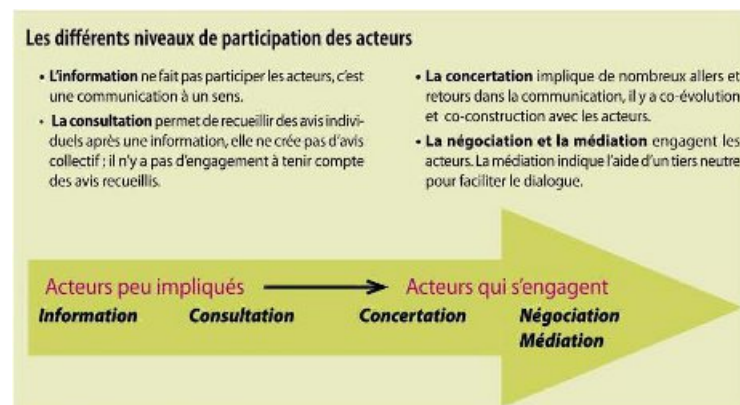 Les différents niveaux de participation des acteurs
• L'information ne fait pas participer les acteurs, c'est
une communication à un sens.
• La consultation permet de recueillir des avis indivi-
duels après une information, elle ne crée pas d'avis
collectif ; il n'y a pas d'engagement à tenir compte
des avis recueillis.
• La concertation implique de nombreux allers et
retours dans la communication, il y a co-évolution
et co-construction avec les acteurs.
• La négociation et la médiation engagent les
acteurs. La médiation indique l'aide d'un tiers neutre
pour faciliter le dialogue.
Acteurs peu impliqués Acteurs qui s'engagent
Information Consultation Concertation Négociation
Médiation